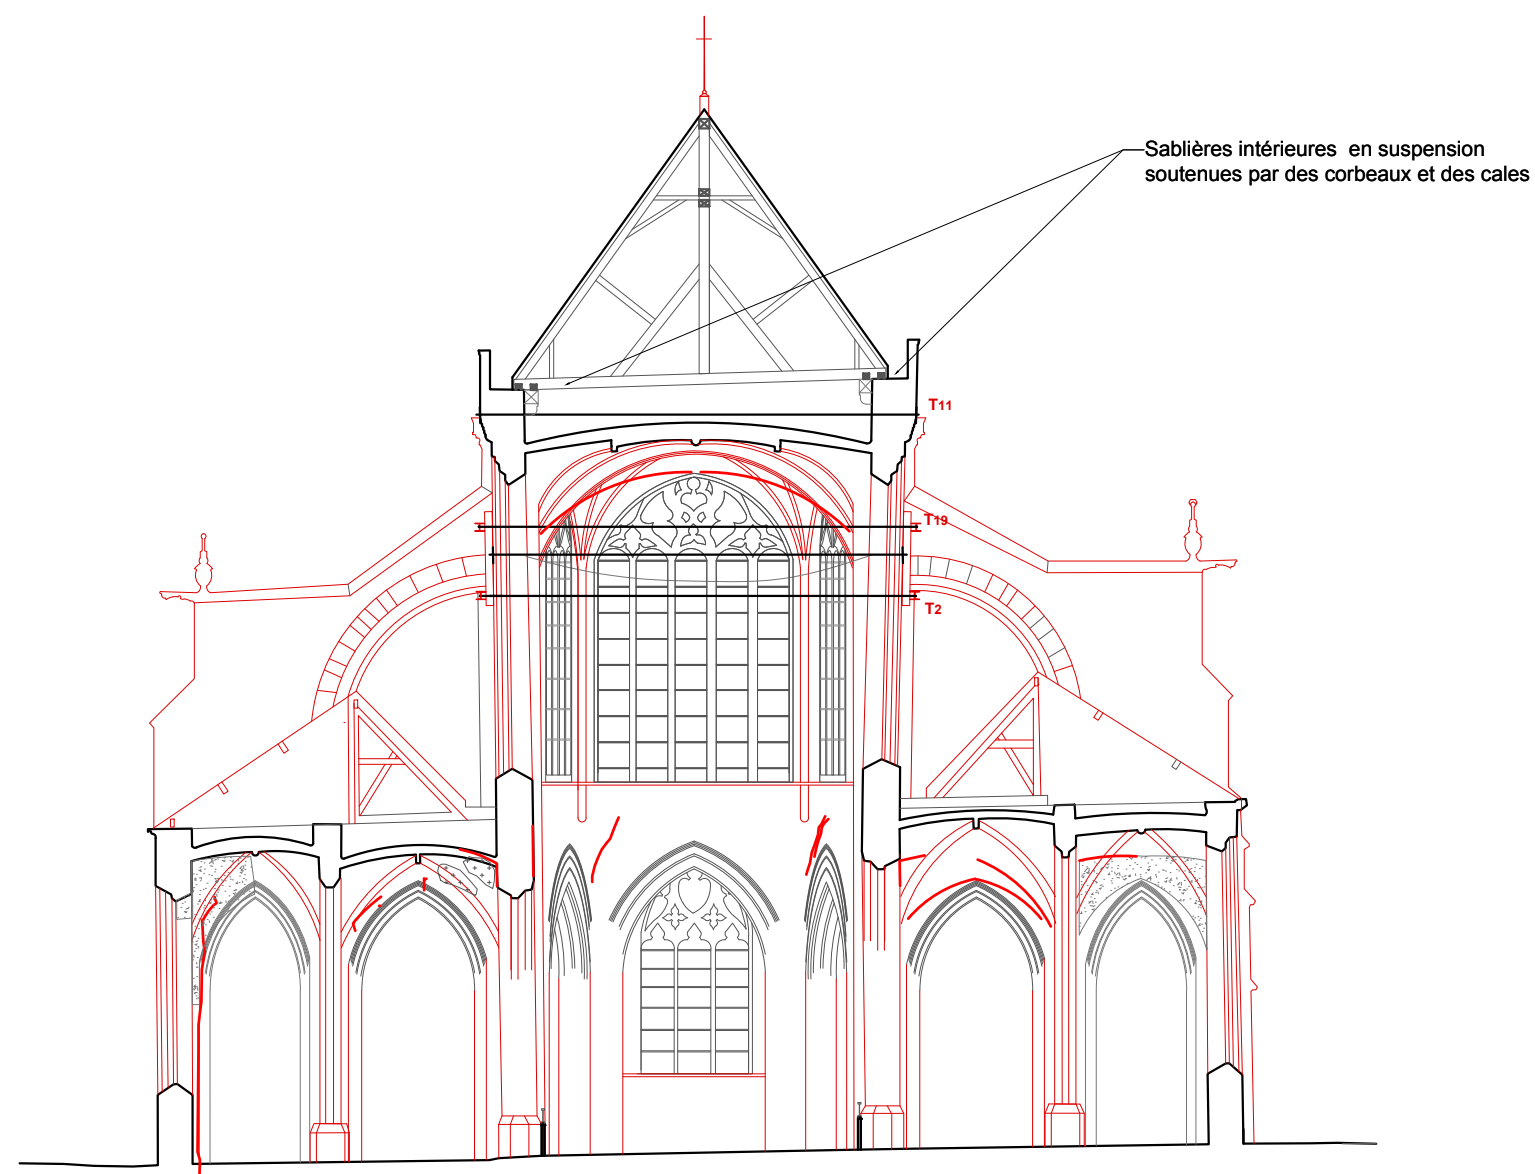 Sablières intérieures en suspension
soutenues par des corbeaux et des cales
T11
T19
T2